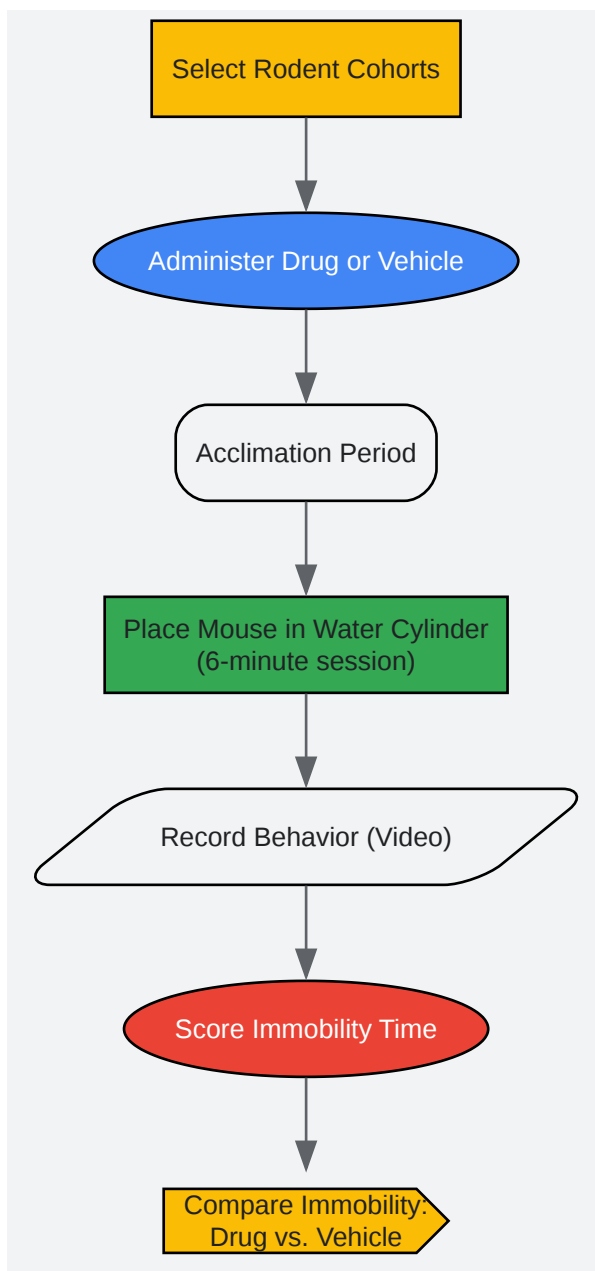 Select Rodent Cohorts
Administer Drug or Vehicle
Acclimation Period
Place Mouse in Water Cylinder
(6-minute session)
Record Behavior (Video)
Score Immobility Time
Compare Immobility:
Drug vs. Vehicle